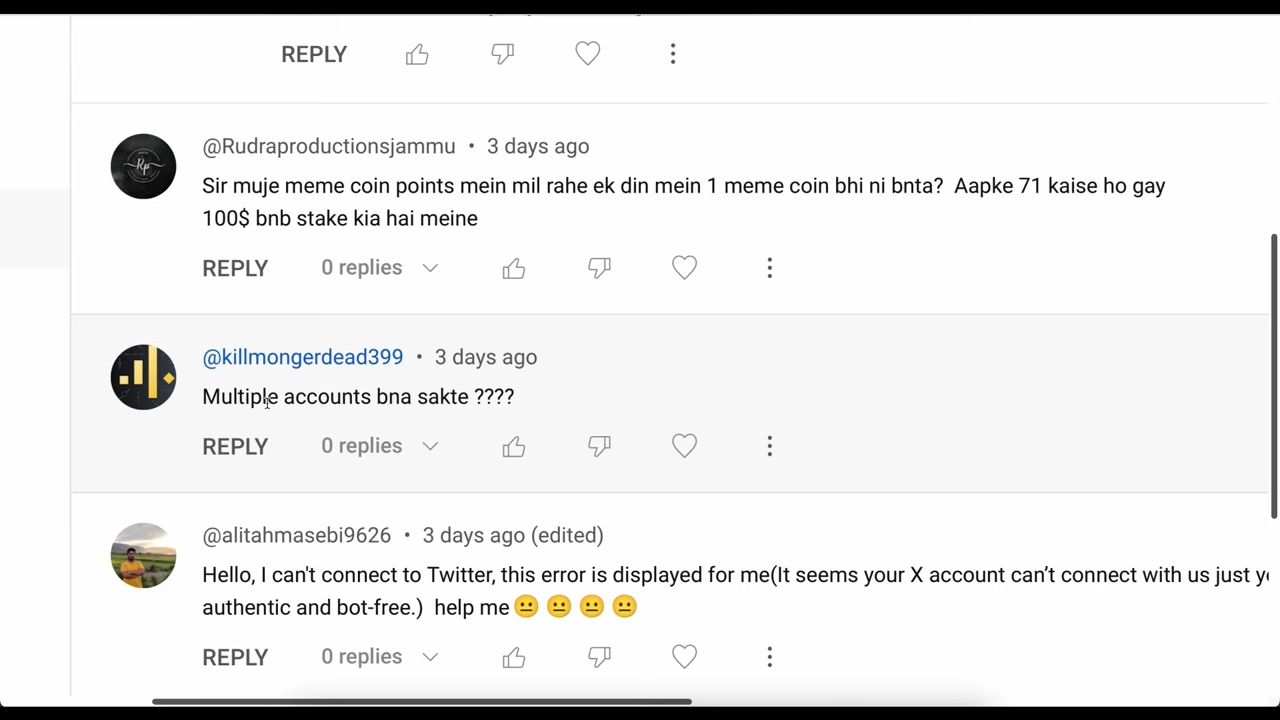 REPLY
@Rudraproductionsjammu • 3 days ago
Sir muje meme coin points mein mil rahe ek din mein 1 meme coin bhi ni bnta?  Aapke 71 kaise ho gay
100$ bnb stake kia hai meine
REPLY 0 replies
@killmongerdead399 • 3 days ago
Multiple accounts bna sakte ????
REPLY 0 replies
@alitahmasebi9626 • 3 days ago (edited)
Hello, I can't connect to Twitter, this error is displayed for me(It seems your X account can’t connect with us just
authentic and bot-free.)  help me😐 😐 😐 😐
REPLY 0 replies